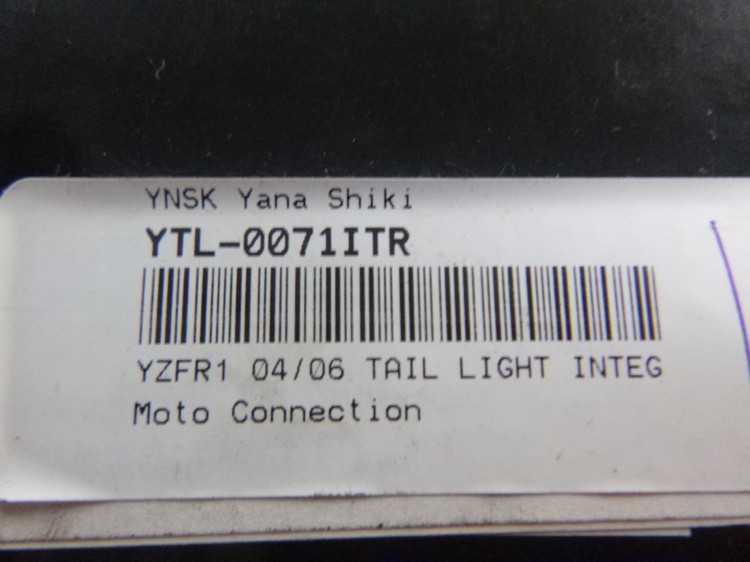 YNSK Yana Shiki
YTL-0071ITR
YZFR1 04/06 TAIL LIGHT INTEG
Moto Connection